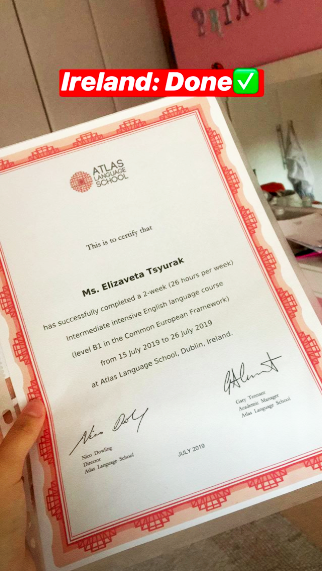 PRIN
Ireland: Done✅
ATLAS
LANGUAGE
SCHOOL
This is to certify that
Ms. Elizaveta Tsyurak
has successfully completed a 2-week (26 hours per week)
Intermediate intensive English language course
(level B1 in the Common European Framework)
from 15 July 2019 to 26 July 2019
at Atlas Language School, Dublin, Ireland.
Nico Dowling
Director
Atlas Language School
Gary
Academic Manager
Atlas Language School
JULY 2019